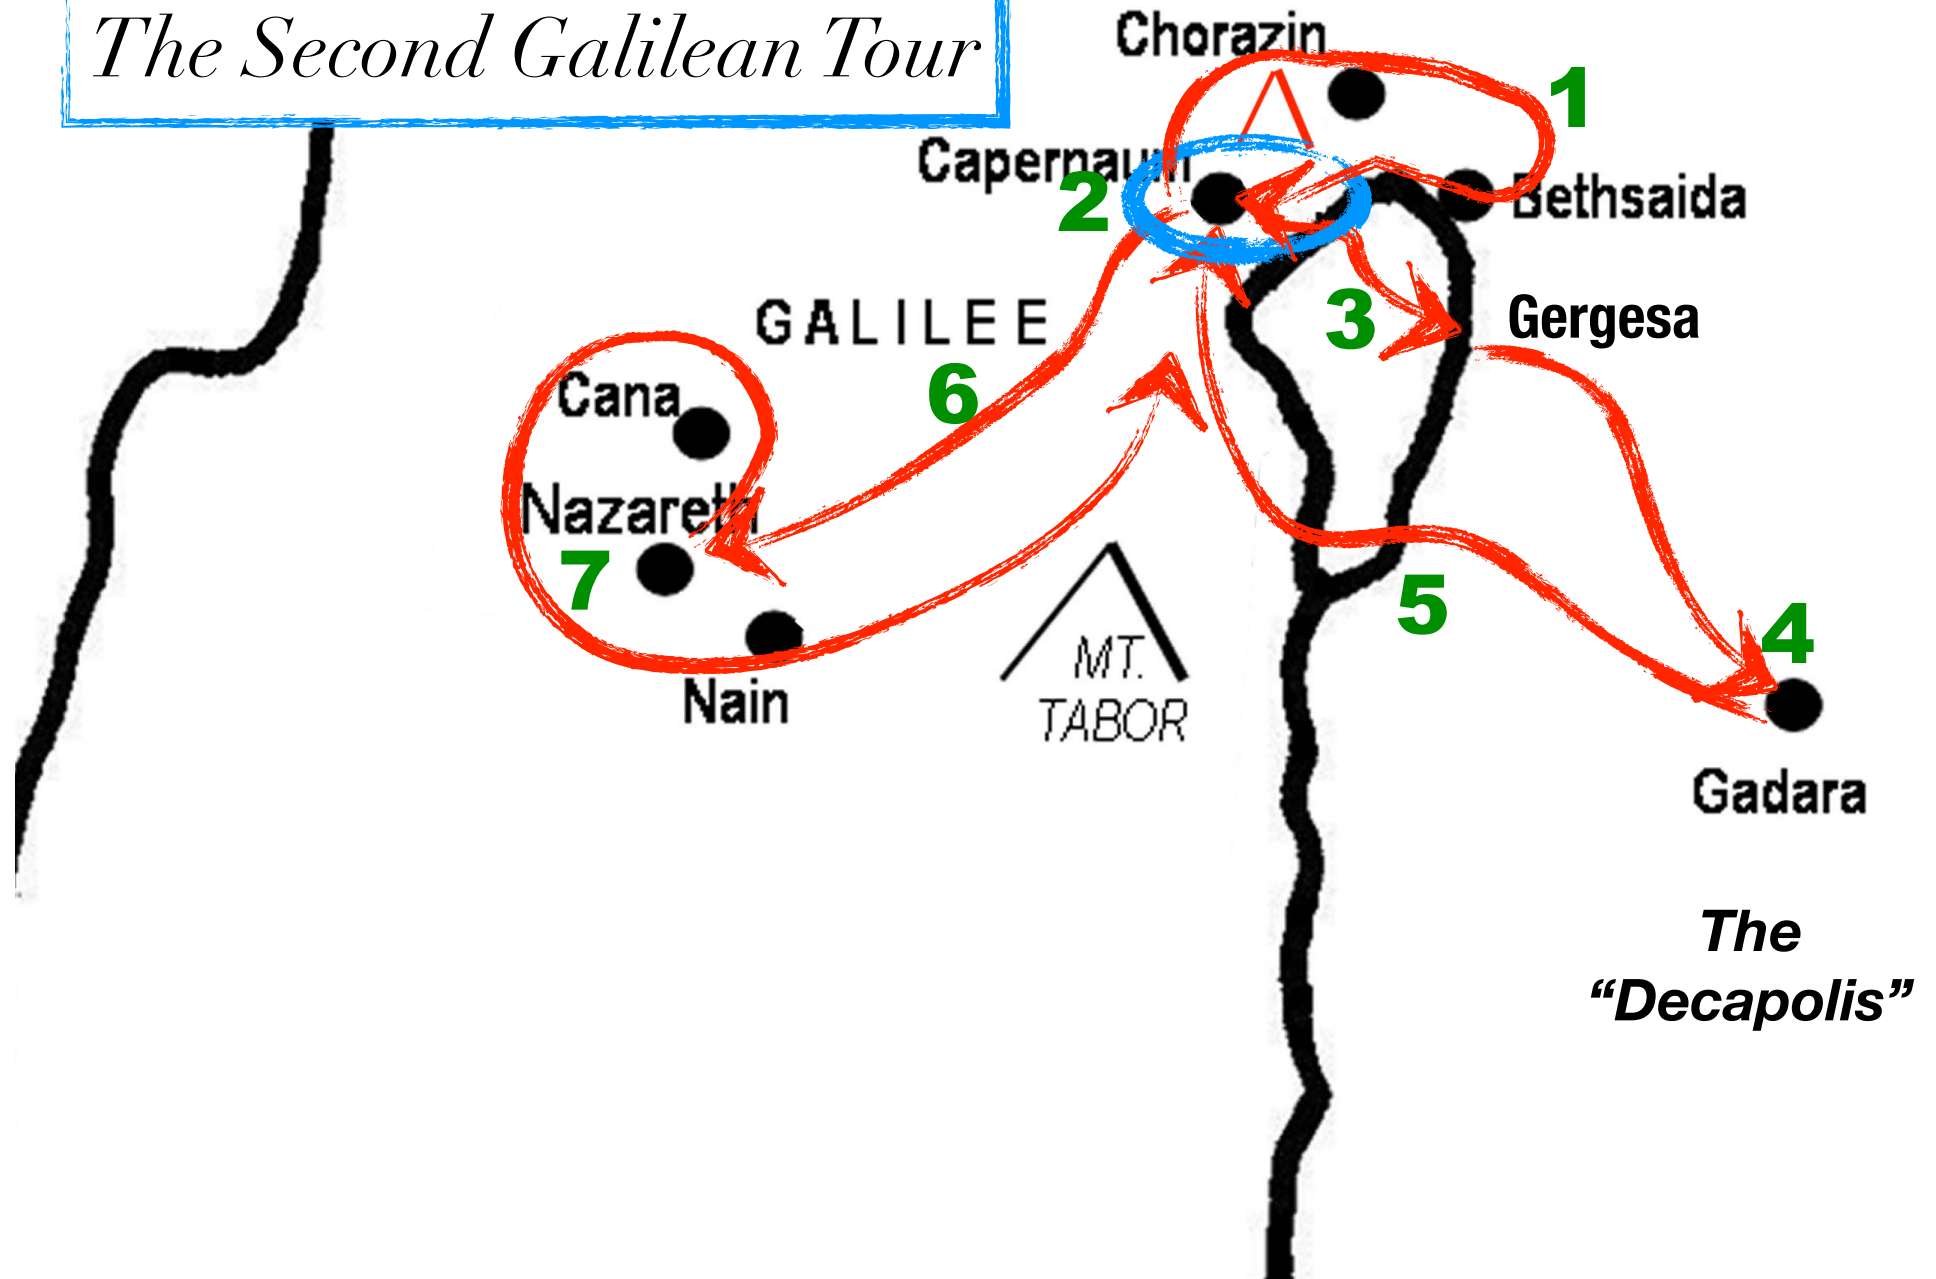 The Second Galilean Tour
Chorazin
1
Capernaum
2
Bethsaida
GALILEE
3
Gergesa
Cana
6
Nazareth
7
5
4
MT.
TABOR
Nain
Gadara
The
“Decapolis”